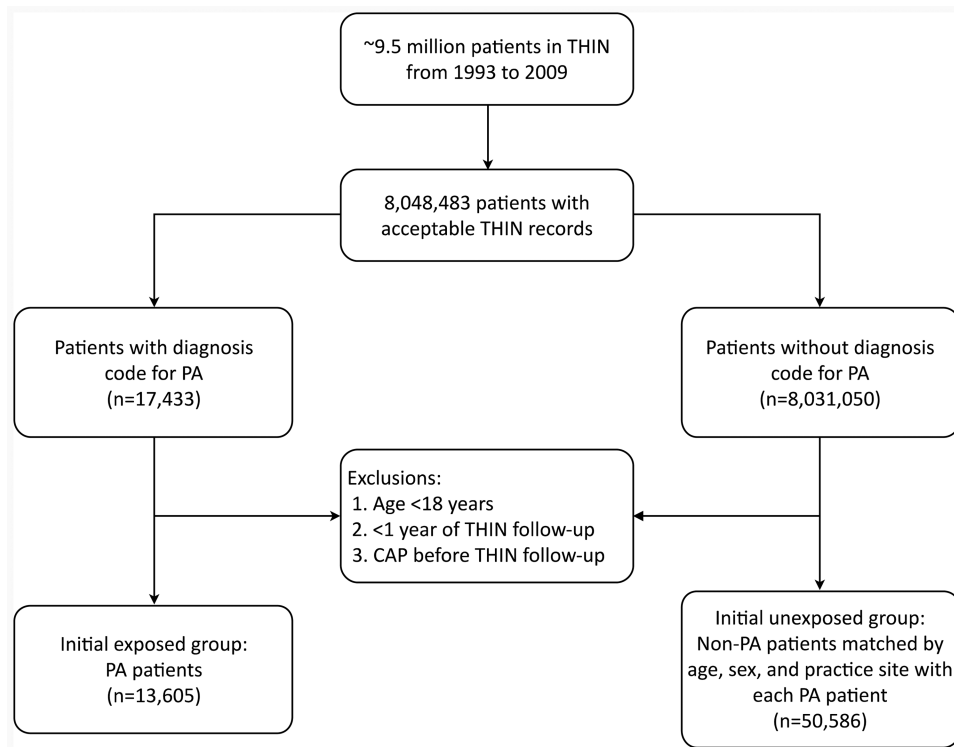 ~9.5 million patients in THIN
from 1993 to 2009
8,048,483 patients with
acceptable THIN records
Patients with diagnosis
code for PA
(n=17,433)
Patients without diagnosis
code for PA
(n=8,031,050)
Exclusions:
1. Age <18 years
2. <1 year of THIN follow-up
3. CAP before THIN follow-up
Initial exposed group:
PA patients
(n=13,605)
Initial unexposed group:
Non-PA patients matched by
age, sex, and practice site with
each PA patient
(n=50,586)